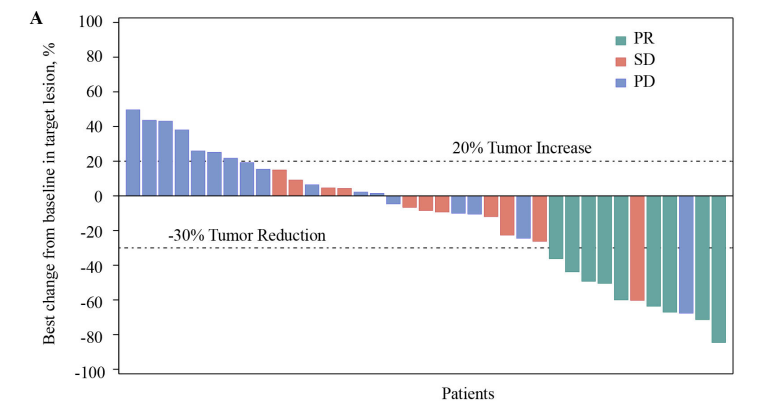 A
Best change from baseline in target lesion, %
100
80
60
40
20
0
-20
-40
-60
-80
-100
PR
SD
PD
20% Tumor Increase
-30% Tumor Reduction
Patients